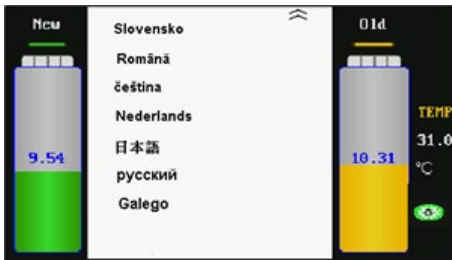 New
9.54
Slovensko
Română
čeština
Nederlands
日本語
русский
Galego
Old
10.31
TEMP
31.0
°C